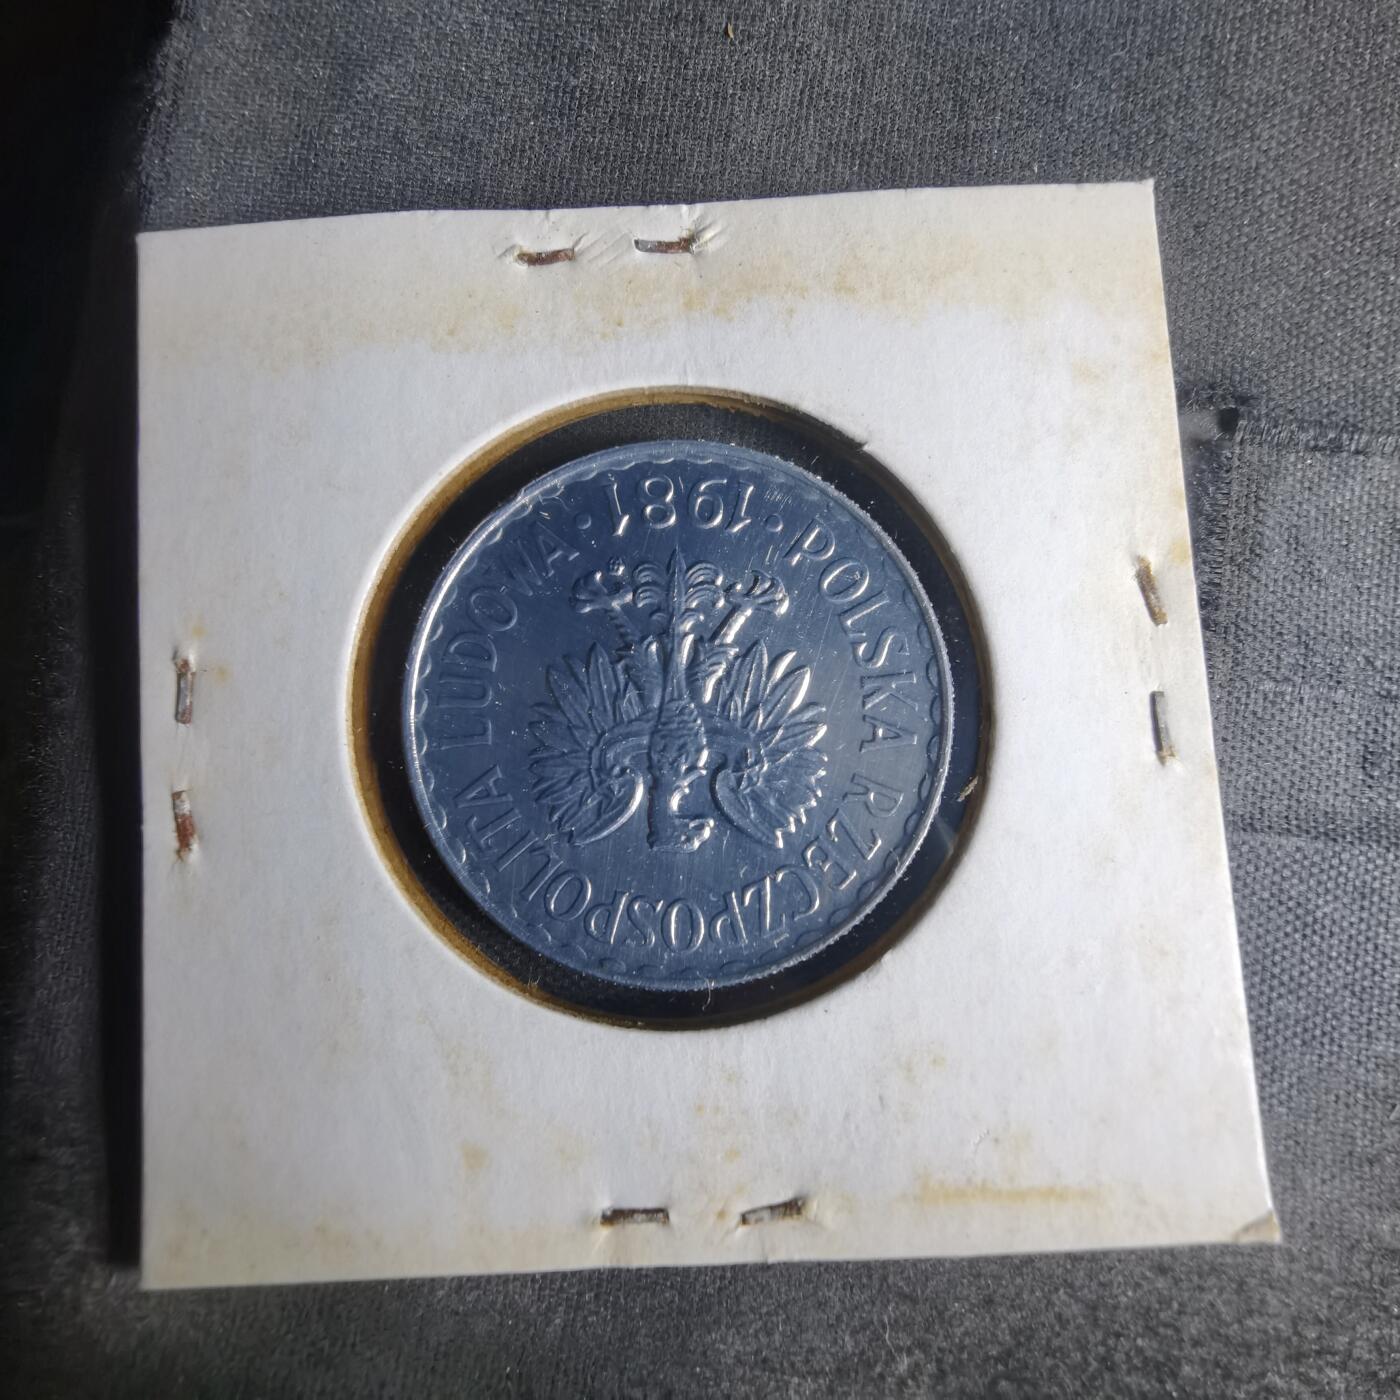 POLSKA RZECZPOSPOLITA LUDOWA
· 1981 ·